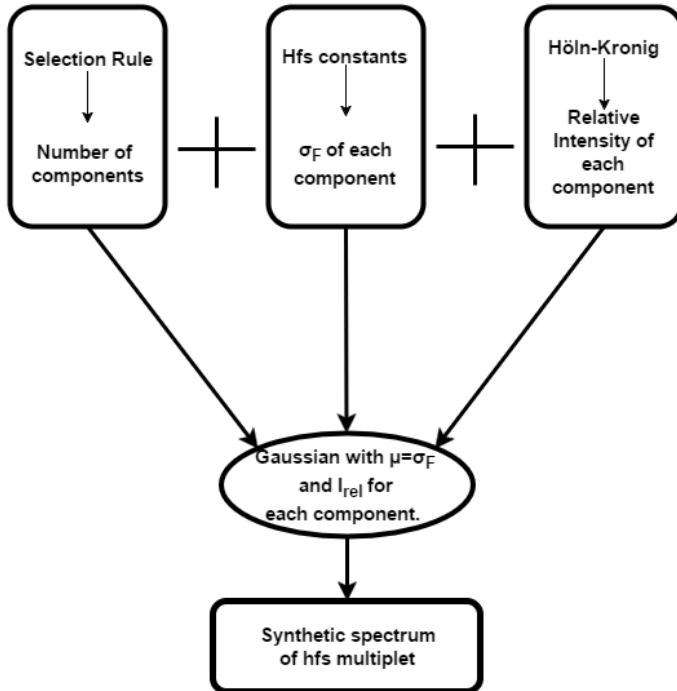 Selection Rule
Number of
components
Hfs constants
σF of each
component
Höln-Kronig
Relative
Intensity of
each
component
Gaussian with μ=σF
and Irel for
each component.
Synthetic spectrum
of hfs multiplet